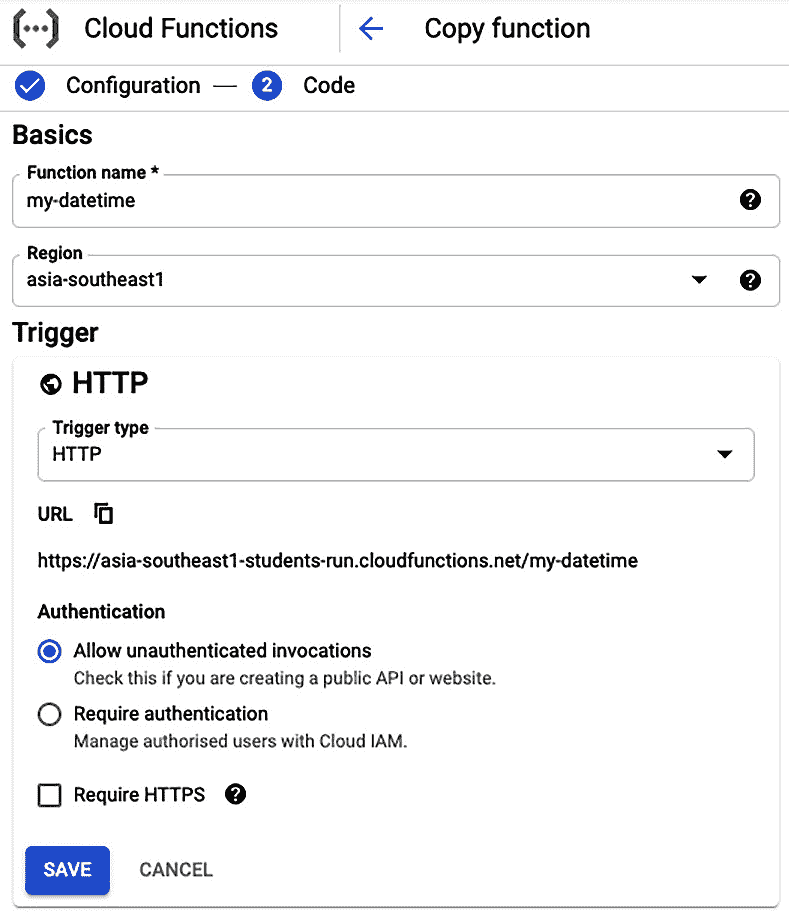 Cloud Functions
Copy function
Configuration
2
Code
Basics
Function name *
my-datetime
Region
asia-southeast1
Trigger
HTTP
Trigger type
HTTP
URL
https://asia-southeast1-students-run.cloudfunctions.net/my-datetime
Authentication
Allow unauthenticated invocations
Check this if you are creating a public API or website.
Require authentication
Manage authorised users with Cloud IAM.
Require HTTPS
SAVE
CANCEL